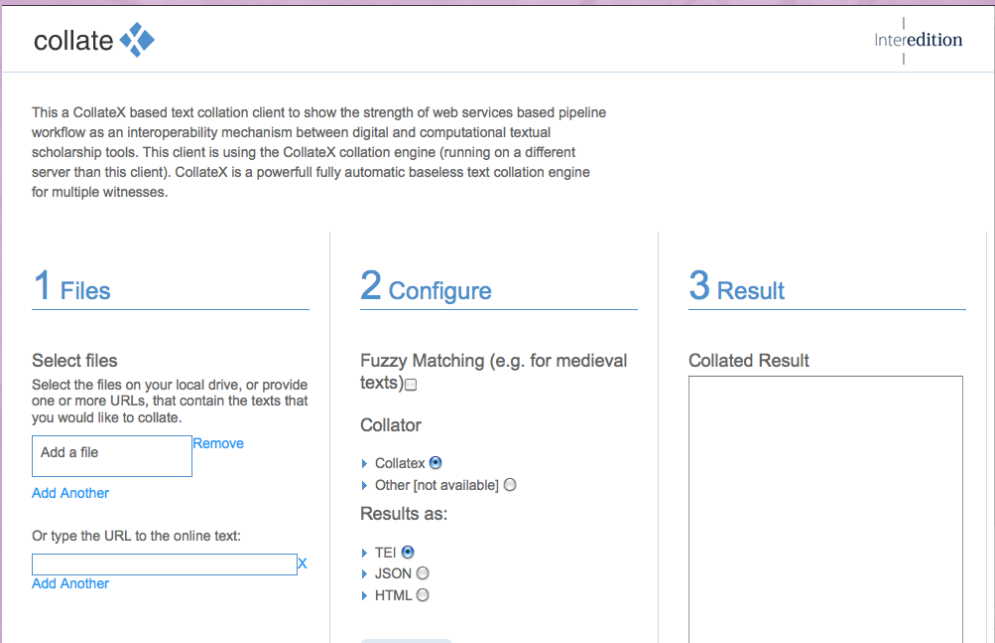 collate
Interedition
This a CollateX based text collation client to show the strength of web services based pipeline
workflow as an interoperability mechanism between digital and computational textual
scholarship tools. This client is using the CollateX collation engine (running on a different
server than this client). CollateX is a powerfull fully automatic baseless text collation engine
for multiple witnesses.
1 Files
Select files
Select the files on your local drive, or provide
one or more URLs, that contain the texts that
you would like to collate.
Add a file
Remove
Add Another
Or type the URL to the online text:
X
Add Another
2 Configure
Fuzzy Matching (e.g. for medieval
texts)
Collator
Collatex
Other [not available]
Results as:
TEI
JSON
HTML
3 Result
Collated Result